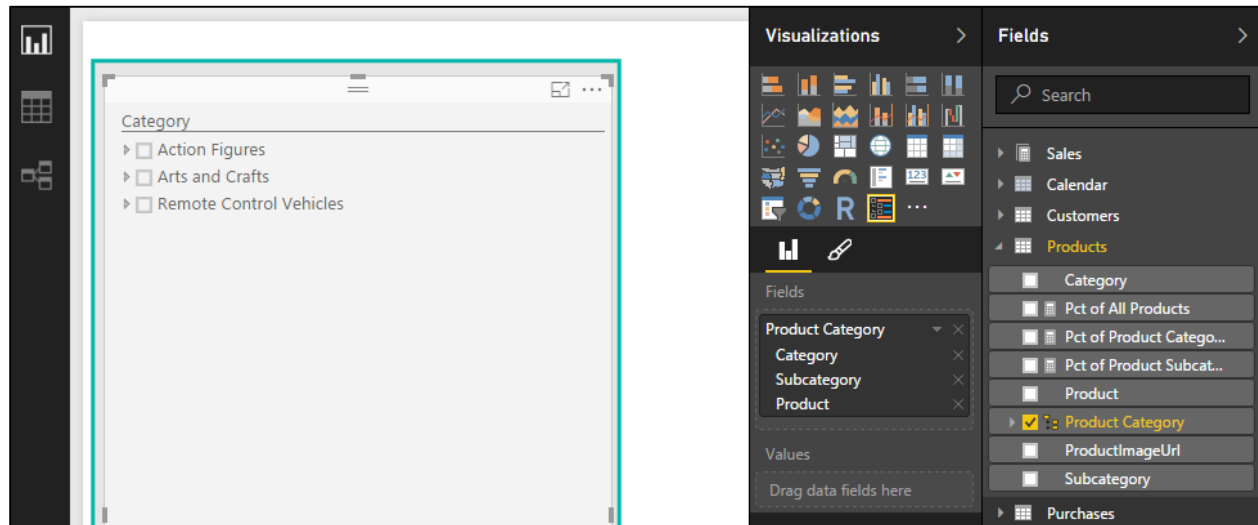 Category
Action Figures
Arts and Crafts
Remote Control Vehicles
Visualizations
123
R
Fields
Product Category
Category
Subcategory
Product
Values
Drag data fields here
Fields
Search
Sales
Calendar
Customers
Products
Category
Pct of All Products
Pct of Product Catego...
Pct of Product Subcat...
Product
Product Category
ProductImageUrl
Subcategory
Purchases